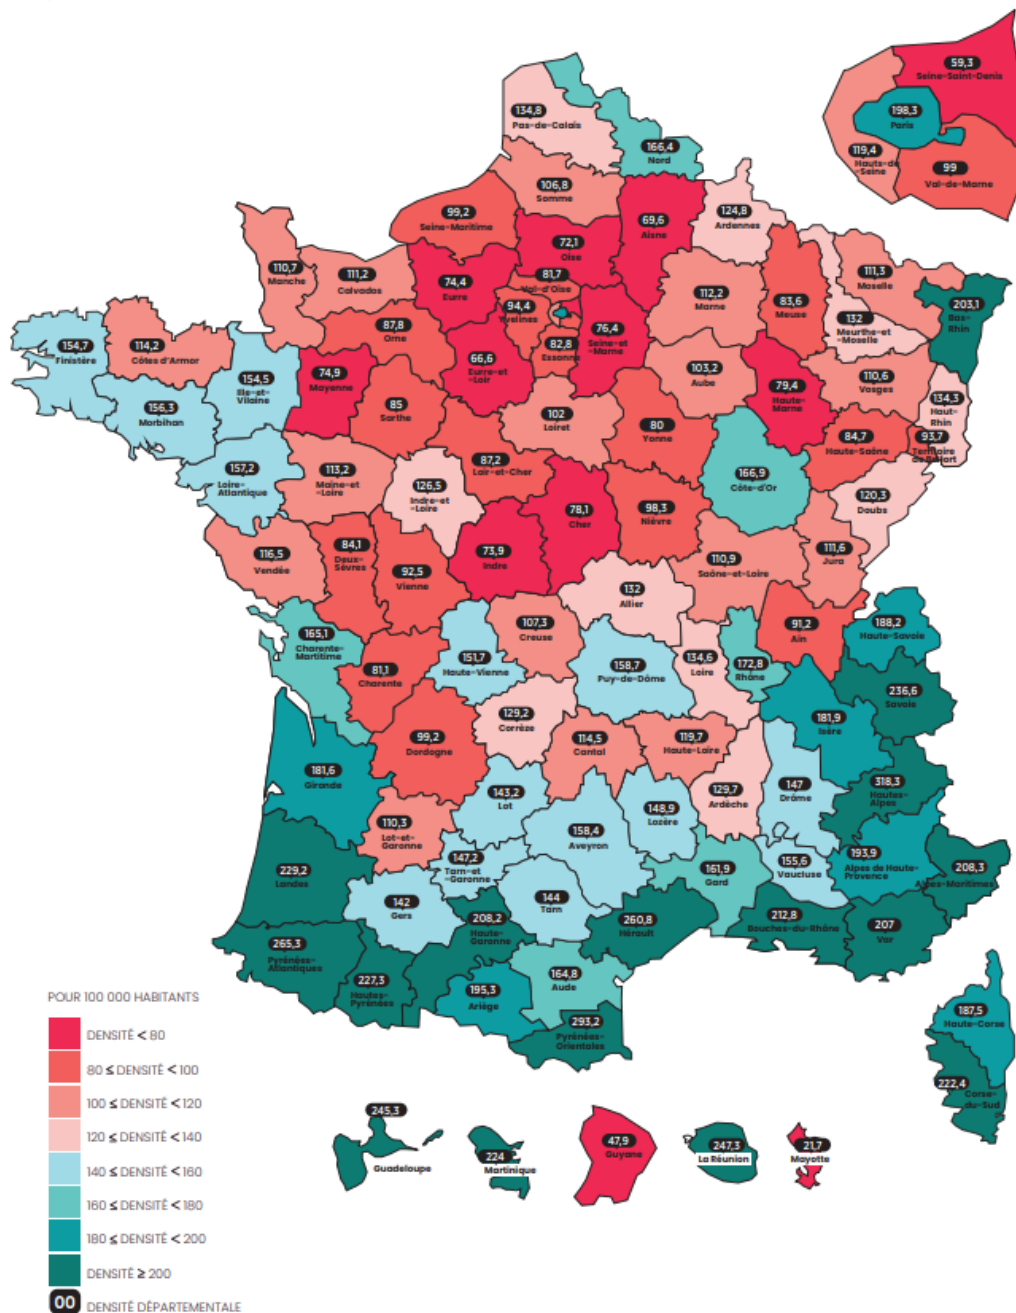 59,3
Seine-Saint-Denis
198,3
Paris
119,4
Hauts-de-
Seine
99
Val-de-Marne
134,8
Pas-de-Calais
166,4
Nord
106,8
Somme
99,2
Seine-Maritime
69,6
Aisne
124,8
Ardennes
72,1
Oise
110,7
Manche
111,2
Calvados
74,4
Eurre
81,7
Val-d'Oise
94,4
Yvelines
82,8
Essonne
76,4
Seine-et
-Marne
112,2
Marne
83,6
Meuse
111,3
Moselle
132
Meurthe-et
-Moselle
203,1
Bas-
Rhin
154,7
Finistère
114,2
Côtes d'Armor
87,8
Orne
66,6
Eurre-et
-Loir
154,5
Ille-et-
Vilaine
74,9
Mayenne
85
Sarthe
103,2
Aube
79,4
Haute-
Marne
110,6
Vosges
134,3
Haut-
Rhin
156,3
Morbihan
102
Loiret
80
Yonne
84,7
Haute-Saône
93,7
Territoire
de Belfort
157,2
Loire-
Atlantique
113,2
Maine-et
-Loire
126,5
Indre-et
-Loire
87,2
Loir-et-Cher
166,9
Côte-d'Or
120,3
Doubs
78,1
Cher
98,3
Nièvre
116,5
Vendée
84,1
Deux-
Sèvres
92,5
Vienne
73,9
Indre
110,9
Saône-et-Loire
111,6
Jura
132
Allier
165,1
Charente-
Martitime
81,1
Charente
151,7
Haute-Vienne
107,3
Creuse
158,7
Puy-de-Dôme
134,6
Loire
172,8
Rhône
91,2
Ain
188,2
Haute-Savoie
236,6
Savoie
181,9
Isère
99,2
Dordogne
129,2
Corrèze
114,5
Cantal
119,7
Haute-Loire
181,6
Gironde
143,2
Lot
148,9
Lozère
129,7
Ardèche
147
Drôme
318,3
Hautes-
Alpes
110,3
Lot-et-
Garonne
158,4
Aveyron
147,2
Tarn-et
-Garonne
161,9
Gard
155,6
Vaucluse
193,9
Alpes de Haute-
Provence
208,3
Alpes-Maritimes
229,2
Landes
142
Gers
144
Tarn
208,2
Haute-
Garonne
260,8
Hérault
212,8
Bouches-du-Rhône
207
Var
265,3
Pyrénées-
Atlantiques
227,3
Hautes-
Pyrénées
195,3
Ariège
164,8
Aude
293,2
Pyrénées-
Orientales
187,5
Haute-Corse
222,4
Corse-
du-Sud
POUR 100 000 HABITANTS
DENSITÉ < 80
80 ≤ DENSITÉ < 100
100 ≤ DENSITÉ < 120
120 ≤ DENSITÉ < 140
140 ≤ DENSITÉ < 160
160 ≤ DENSITÉ < 180
180 ≤ DENSITÉ < 200
DENSITÉ ≥ 200
00 DENSITÉ DÉPARTEMENTALE
245,3
Guadeloupe
224
Martinique
47,9
Guyane
247,3
La Réunion
21,7
Mayotte